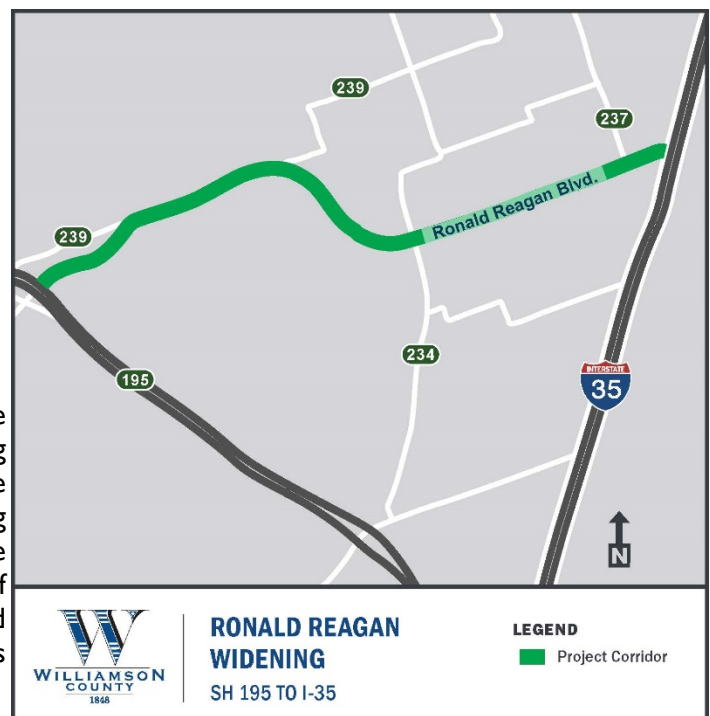 239
237
Ronald Reagan Blvd.
239
234
195
INTERSTATE
35
N
W
WILLIAMSON
COUNTY
1848
RONALD REAGAN
WIDENING
SH 195 TO I-35
LEGEND
Project Corridor